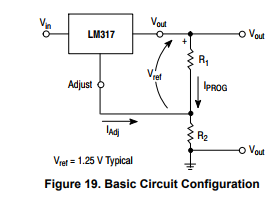 Vin
LM317
Vout
Vout
+
R1
Vref
Adjust
IPROG
IAdj
R2
Vout
Vref = 1.25 V Typical
Figure 19. Basic Circuit Configuration